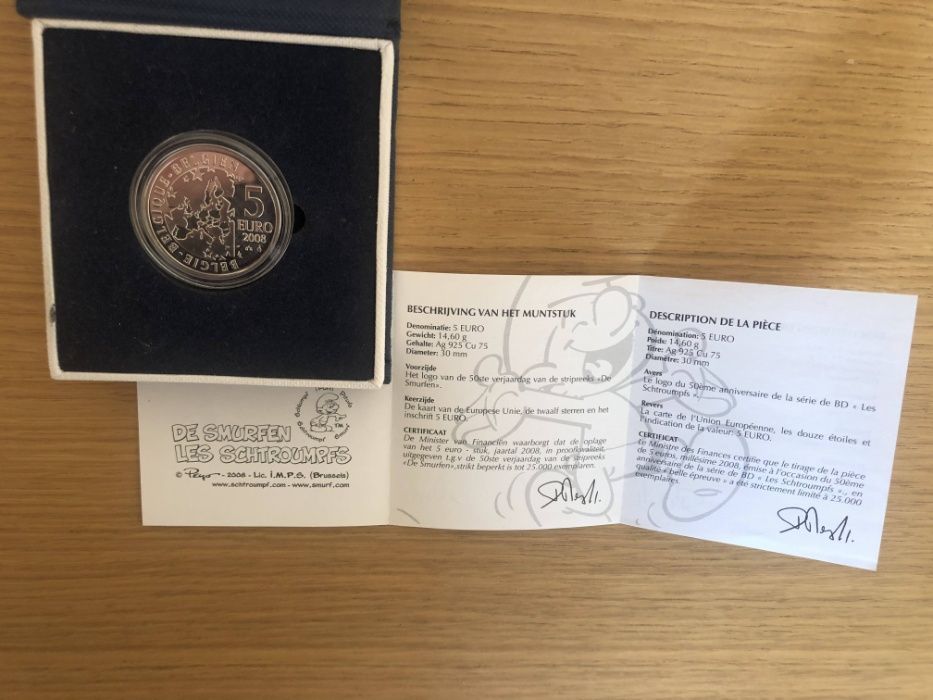 BELGIE-BELGIQUE-BELGIEN
5
EURO
2008
DE SMURFEN
LES SCHTROUMPFS
© Peyo - 2008 - Lic. I.M.P.S. (Brussels)
www.schtroumpf.com - www.smurf.com
BESCHRIJVING VAN HET MUNTSTUK
Denominatie: 5 EURO
Gewicht: 14,60 g
Gehalte: Ag 925 Cu 75
Diameter: 30 mm
Voorzijde
Het logo van de 50ste verjaardag van de stripreeks «De
Smurfen».
Keerzijde
De kaart van de Europese Unie, de twaalf sterren en het
inschrift 5 EURO.
CERTIFICAAT
De Minister van Financiën waarborgt dat de oplage
van het 5 euro - stuk, jaartal 2008, in proofkwaliteit,
uitgegeven t.g.v de 50ste verjaardag van de stripreeks
«De Smurfen»,strikt beperkt is tot 25.000 exemplaren.
DESCRIPTION DE LA PIÈCE
Dénomination: 5 EURO
Poids: 14,60 g
Titre: Ag 925 Cu 75
Diamètre: 30 mm
Avers
Le logo du 50ème anniversaire de la série de BD « Les
Schtroumpfs ».
Revers
La carte de l'Union Européenne, les douze étoiles et
l'indication de la valeur: 5 EURO.
CERTIFICAT
Le Ministre des Finances certifie que le tirage de la pièce
de 5 euros, millésime 2008, émise à l'occasion du 50ème
anniversaire de la série de BD « Les Schtroumpfs »., en
qualité « belle épreuve » a été strictement limité à 25.000
exemplaires.